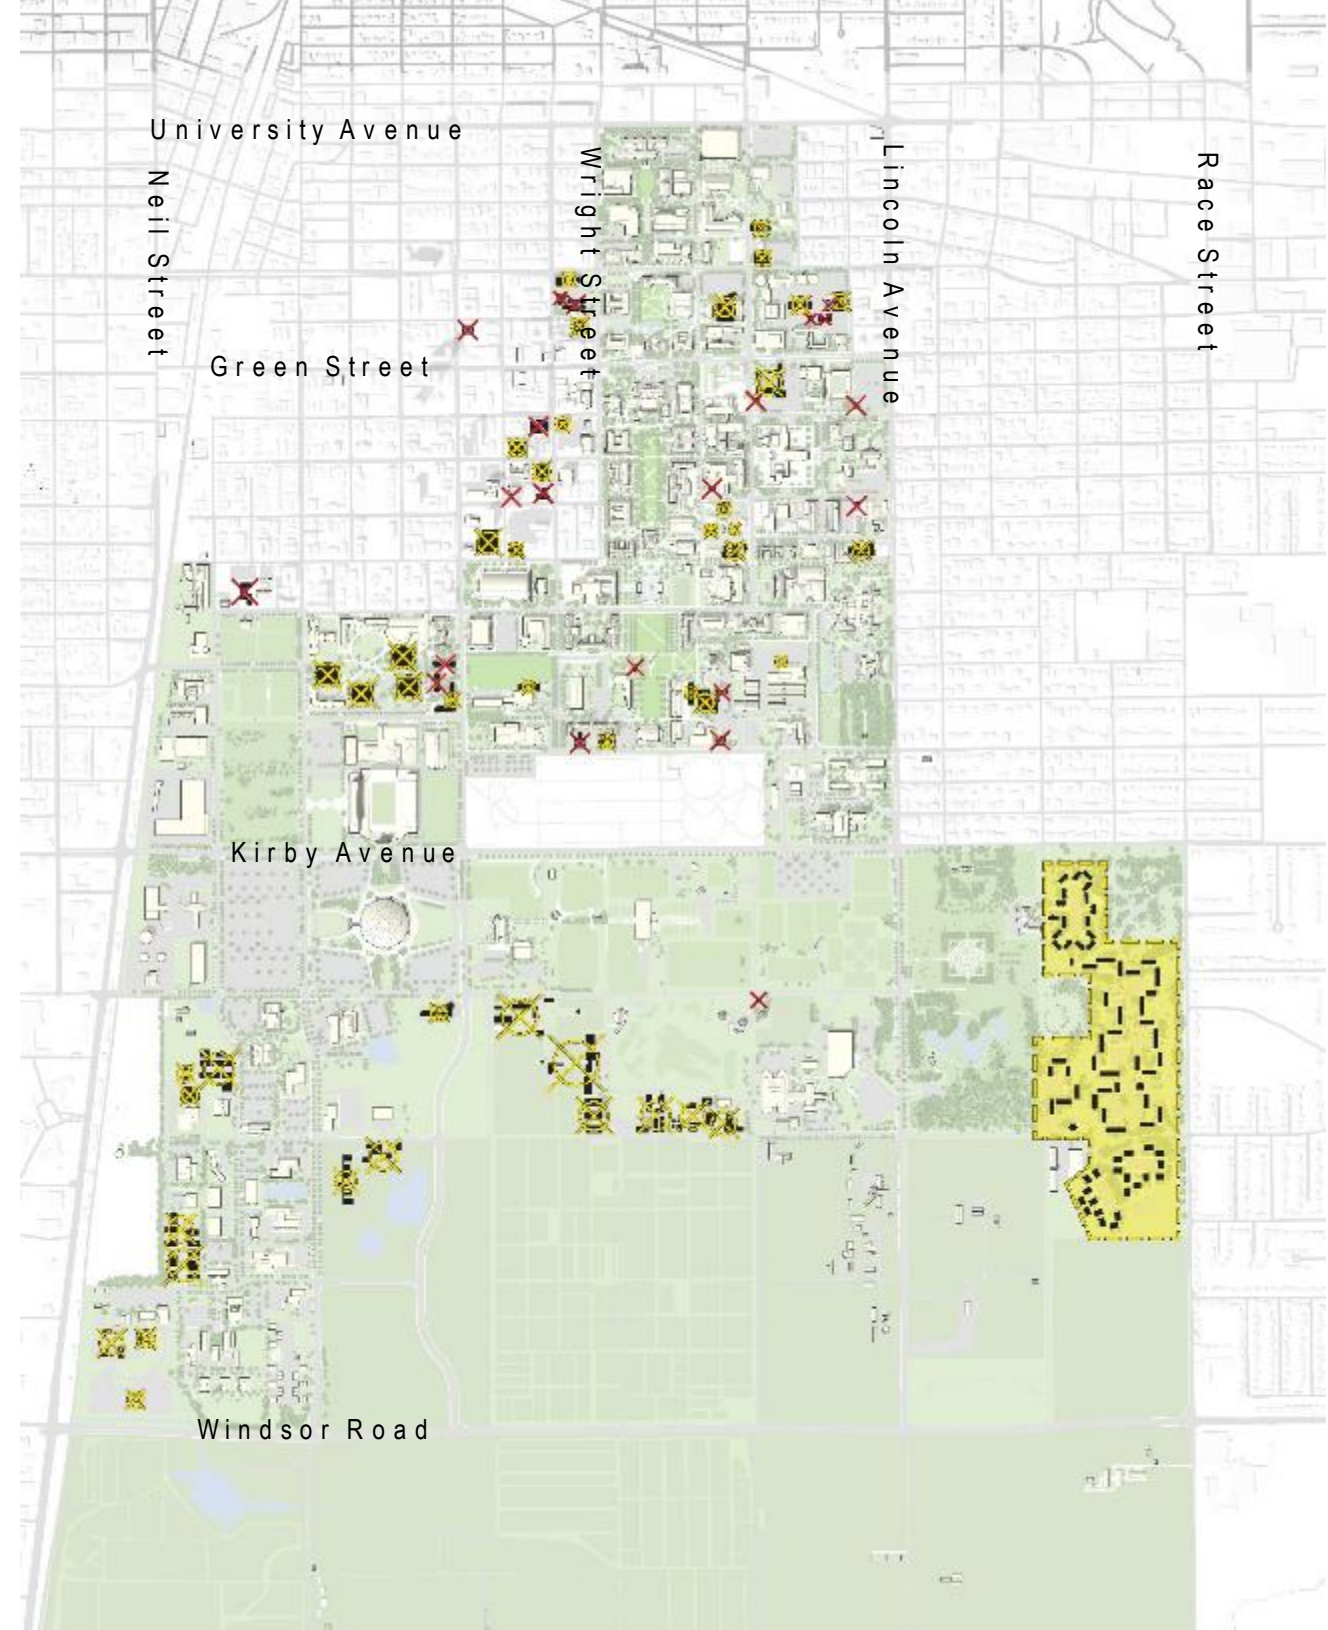 University Avenue
Neil Street
Wright Street
Lincoln Avenue
Race Street
Green Street
Kirby Avenue
Windsor Road